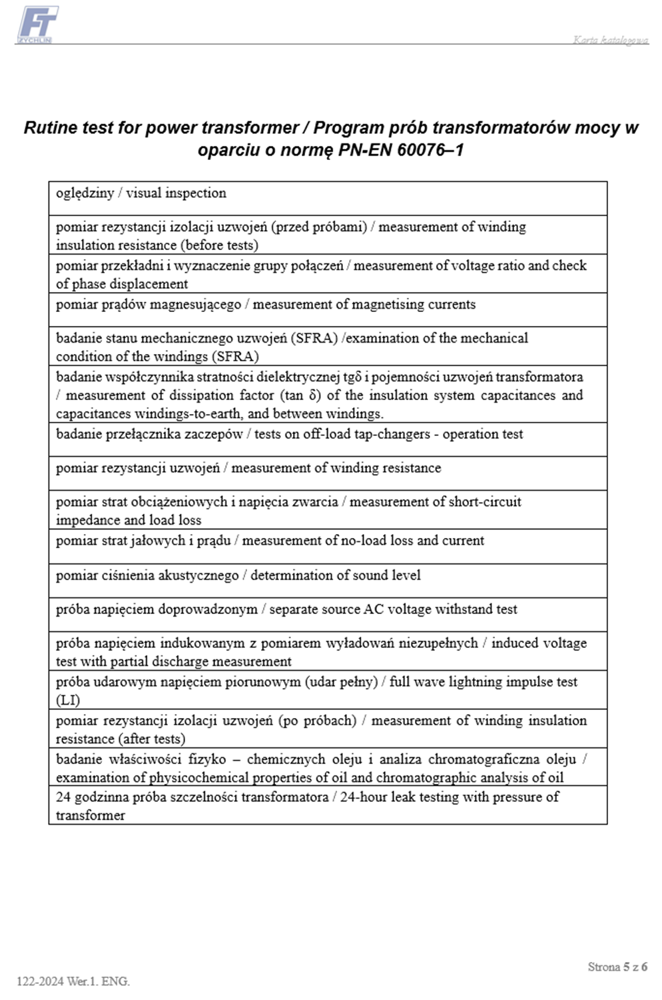 FT
ŻYCHLIN
Karta katalogowa
Rutine test for power transformer / Program prób transformatorów mocy w
oparciu o normę PN-EN 60076–1
oględziny / visual inspection
pomiar rezystancji izolacji uzwojeń (przed próbami) / measurement of winding
insulation resistance (before tests)
pomiar przekładni i wyznaczenie grupy połączeń / measurement of voltage ratio and check
of phase displacement
pomiar prądów magnesującego / measurement of magnetising currents
badanie stanu mechanicznego uzwojeń (SFRA) /examination of the mechanical
condition of the windings (SFRA)
badanie współczynnika stratności dielektrycznej tgδ i pojemności uzwojeń transformatora
/ measurement of dissipation factor (tan δ) of the insulation system capacitances and
capacitances windings-to-earth, and between windings.
badanie przełącznika zaczepów / tests on off-load tap-changers - operation test
pomiar rezystancji uzwojeń / measurement of winding resistance
pomiar strat obciążeniowych i napięcia zwarcia / measurement of short-circuit
impedance and load loss
pomiar strat jałowych i prądu / measurement of no-load loss and current
pomiar ciśnienia akustycznego / determination of sound level
próba napięciem doprowadzonym / separate source AC voltage withstand test
próba napięciem indukowanym z pomiarem wyładowań niezupełnych / induced voltage
test with partial discharge measurement
próba udarowym napięciem piorunowym (udar pełny) / full wave lightning impulse test
(LI)
pomiar rezystancji izolacji uzwojeń (po próbach) / measurement of winding insulation
resistance (after tests)
badanie właściwości fizyko – chemicznych oleju i analiza chromatograficzna oleju /
examination of physicochemical properties of oil and chromatographic analysis of oil
24 godzinna próba szczelności transformatora / 24-hour leak testing with pressure of
transformer
Strona 5 z 6
122-2024 Wer.1. ENG.